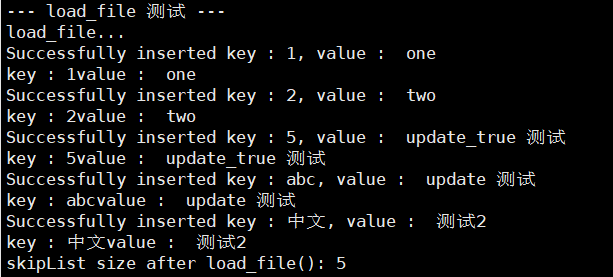 --- load_file 测试 ---
load_file...
Successfully inserted key : 1, value :  one
key : 1value :  one
Successfully inserted key : 2, value :  two
key : 2value :  two
Successfully inserted key : 5, value :  update_true 测试
key : 5value :  update_true 测试
Successfully inserted key : abc, value :  update 测试
key : abcvalue :  update 测试
Successfully inserted key : 中文, value :  测试2
key : 中文value :  测试2
skipList size after load_file(): 5